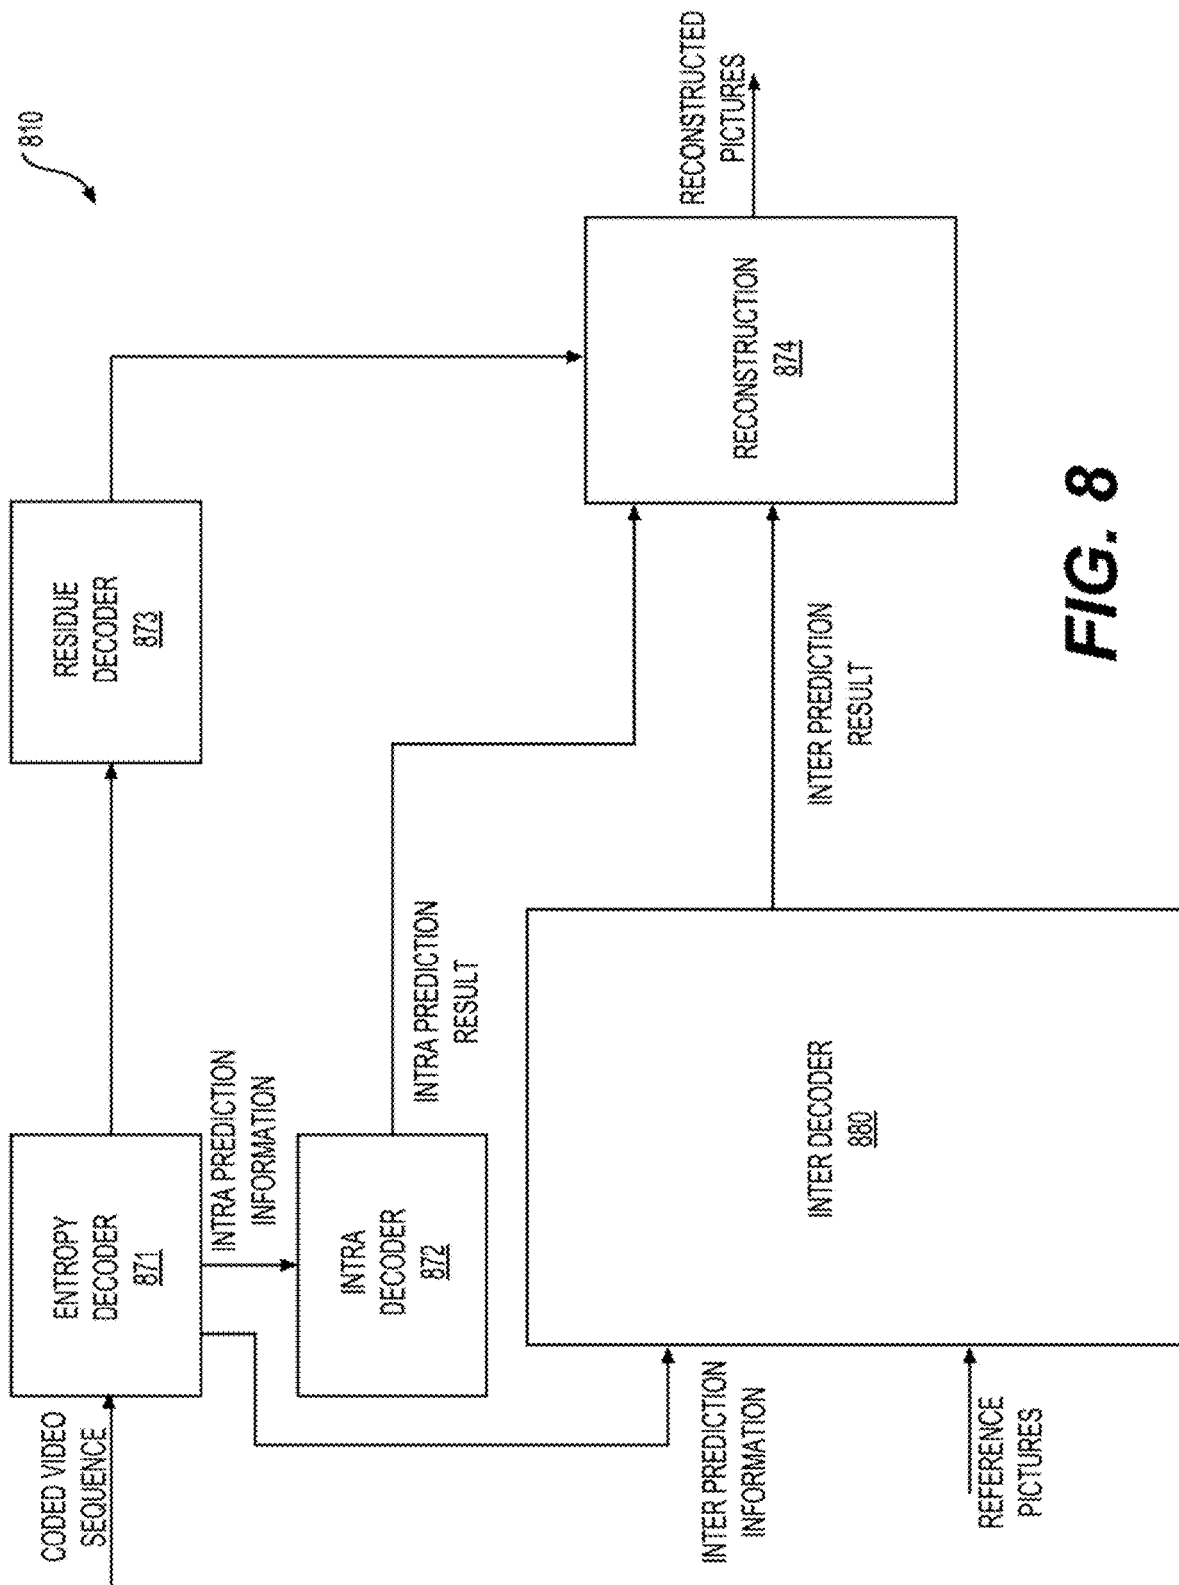 810
CODED VIDEO
SEQUENCE
ENTROPY
DECODER
871
RESIDUE
DECODER
873
INTRA PREDICTION
INFORMATION
INTRA
DECODER
872
INTRA PREDICTION
RESULT
INTER PREDICTION
INFORMATION
REFERENCE
PICTURES
INTER DECODER
880
INTER PREDICTION
RESULT
RECONSTRUCTION
874
RECONSTRUCTED
PICTURES
FIG. 8